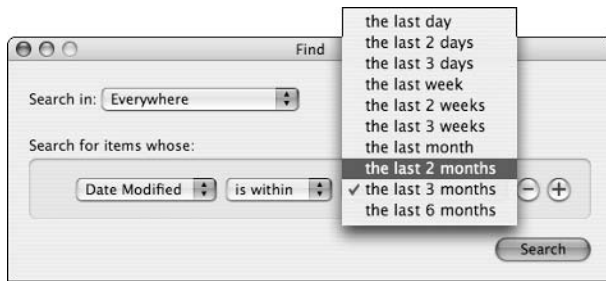 the last day
the last 2 days
Find
the last 3 days
the last week
Search in: Everywhere
the last 2 weeks
the last 3 weeks
Search for items whose:
the last month
the last 2 months
Date Modified is within ✓ the last 3 months
the last 6 months
Search